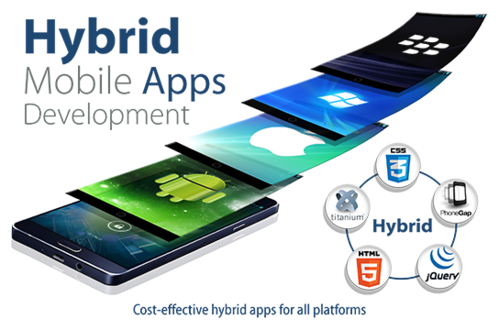 Hybrid
Mobile Apps
Development
CSS
3
titanium
PhoneGap
Hybrid
HTML
5
jQuery
Cost-effective hybrid apps for all platforms